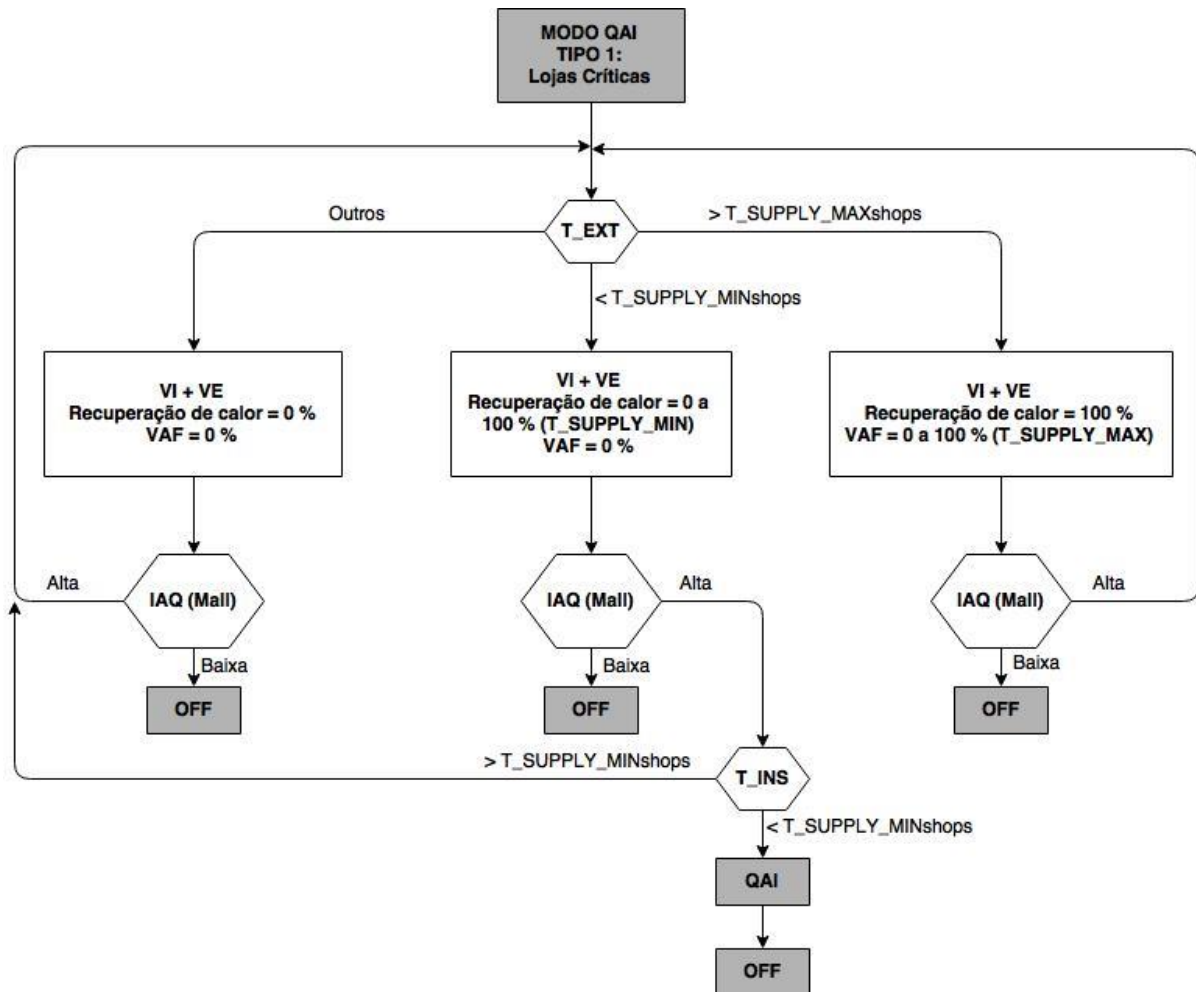 MODO QAI
TIPO 1:
Lojas Críticas
Outros
T_EXT
> T_SUPPLY_MAXshops
< T_SUPPLY_MINshops
VI + VE
Recuperação de calor = 0 %
VAF = 0 %
VI + VE
Recuperação de calor = 0 a
100 % (T_SUPPLY_MIN)
VAF = 0 %
VI + VE
Recuperação de calor = 100 %
VAF = 0 a 100 % (T_SUPPLY_MAX)
Alta
IAQ (Mall)
Baixa
OFF
IAQ (Mall)
Alta
Baixa
OFF
IAQ (Mall)
Alta
Baixa
OFF
> T_SUPPLY_MINshops
T_INS
< T_SUPPLY_MINshops
QAI
OFF